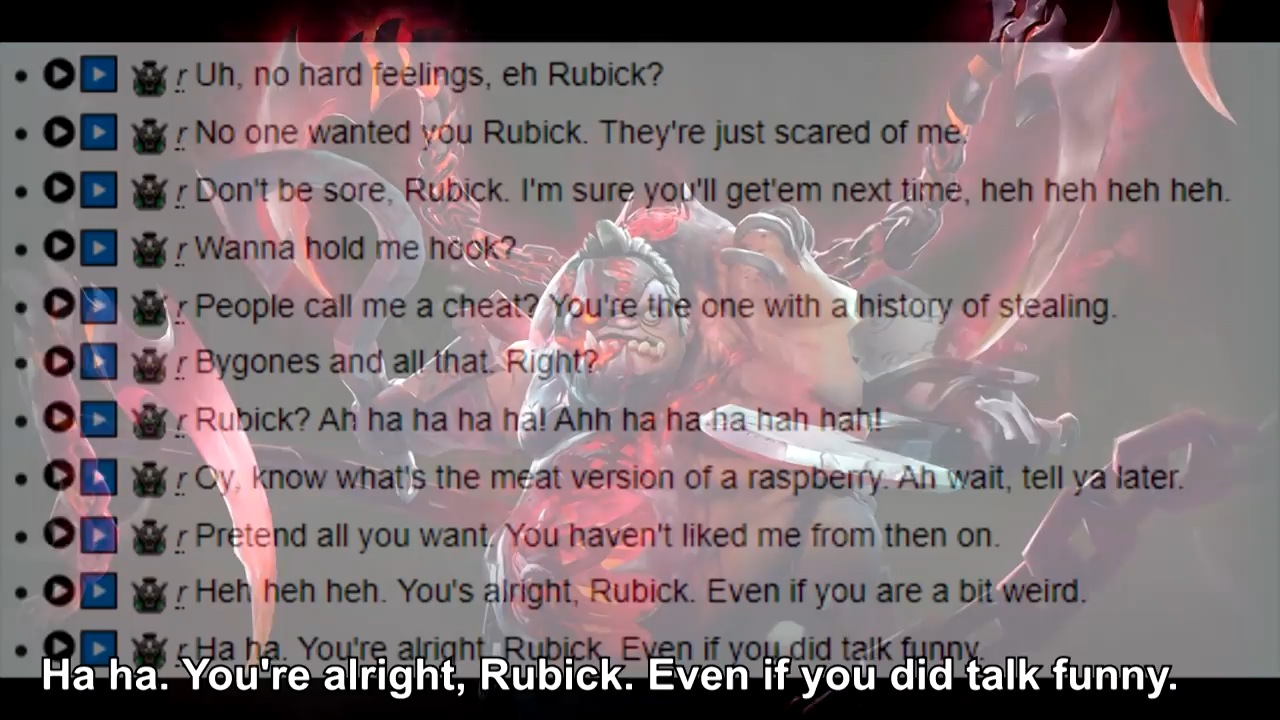 r Uh, no hard feelings, eh Rubick?
r No one wanted you Rubick. They're just scared of me.
r Don't be sore, Rubick. I'm sure you'll get'em next time, heh heh heh heh.
r Wanna hold me hook?
r People call me a cheat? You're the one with a history of stealing.
r Bygones and all that. Right?
r Rubick? Ah ha ha ha ha! Ahh ha ha ha hah hah!
r Oy, know what's the meat version of a raspberry. Ah wait, tell ya later.
r Pretend all you want. You haven't liked me from then on.
r Heh heh heh. You's alright, Rubick. Even if you are a bit weird.
r Ha ha. You're alright, Rubick. Even if you did talk funny.
Ha ha. You're alright, Rubick. Even if you did talk funny.